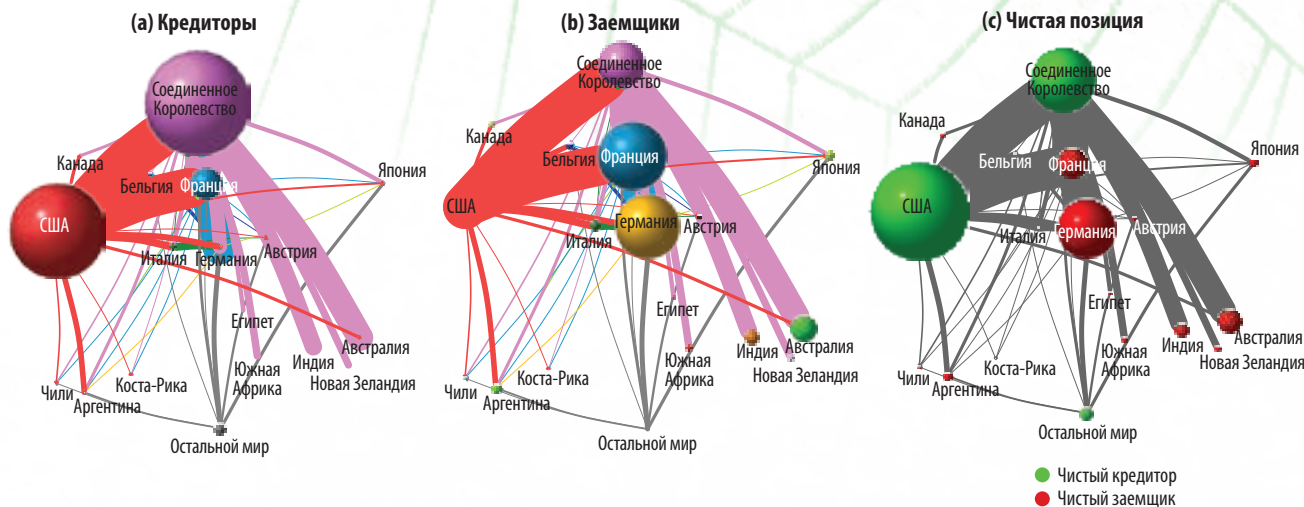 (a) Кредиторы
Соединенное
Королевство
Канада
Бельгия
Франция
Япония
США
Италия
Германия
Австрия
Египет
Австралия
Индия
Новая Зеландия
Южная
Африка
Коста-Рика
Чили
Аргентина
Остальной мир
(b) Заемщики
Соединенное
Королевство
Канада
Бельгия
Франция
Япония
США
Италия
Германия
Австрия
Египет
Австралия
Индия
Новая Зеландия
Южная
Африка
Коста-Рика
Чили
Аргентина
Остальной мир
(c) Чистая позиция
Соединенное
Королевство
Канада
Бельгия
Франция
Япония
США
Италия
Германия
Австрия
Египет
Австралия
Индия
Новая Зеландия
Южная
Африка
Коста-Рика
Чили
Аргентина
Остальной мир
Чистый кредитор
Чистый заемщик